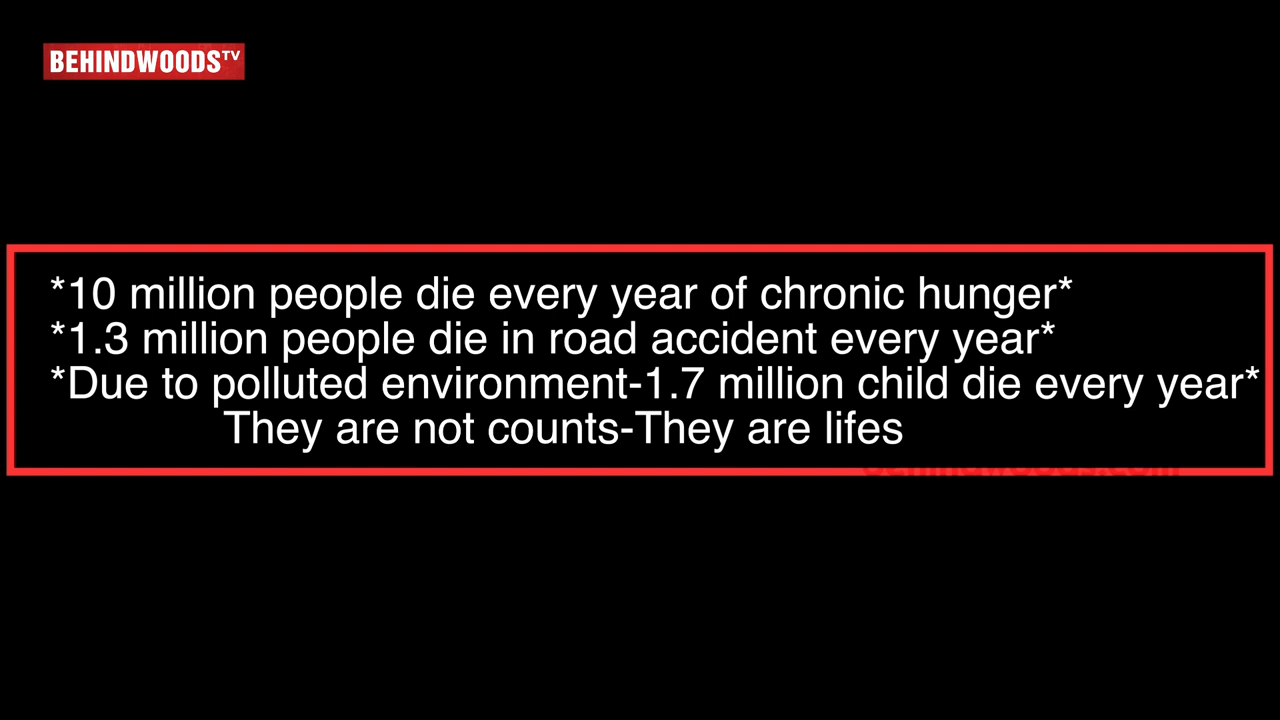 BEHINDWOODSTV
*10 million people die every year of chronic hunger*
*1.3 million people die in road accident every year*
*Due to polluted environment-1.7 million child die every year*
They are not counts-They are lifes
behindwoods.com